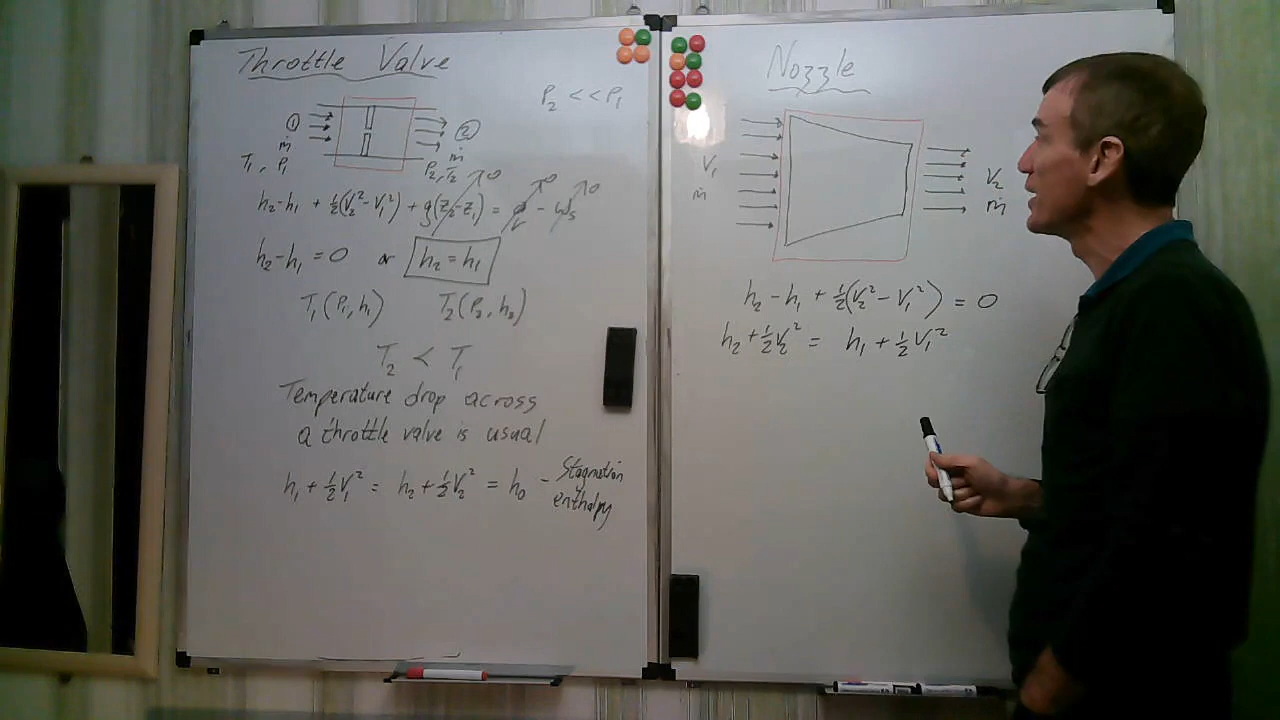 Throttle Valve
P₂ << P₁
① ②
ṁ ṁ
T₁, P₁ P₂, T₂
h₂-h₁ + ½(V₂²-V₁²) + g(z₂-z₁) = q - wₛ
0 0 0
h₂-h₁ = 0 or h₂ = h₁
T₁(P₁,h₁) T₂(P₂,h₂)
T₂ < T₁
Temperature drop across
a throttle valve is usual
h₁ + ½V₁² = h₂ + ½V₂² = h₀ - Stagnation
enthalpy
Nozzle
V₁ V₂
ṁ ṁ
h₂ - h₁ + ½(V₂² - V₁²) = 0
h₂ + ½V₂² = h₁ + ½V₁²